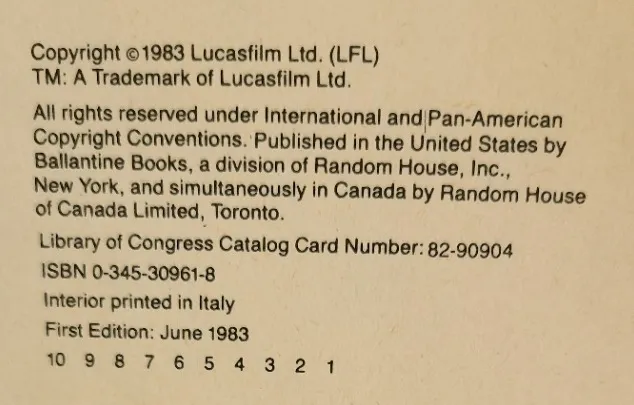 Copyright ©1983 Lucasfilm Ltd. (LFL)
TM: A Trademark of Lucasfilm Ltd.
All rights reserved under International and Pan-American
Copyright Conventions. Published in the United States by
Ballantine Books, a division of Random House, Inc.,
New York, and simultaneously in Canada by Random House
of Canada Limited, Toronto.
Library of Congress Catalog Card Number: 82-90904
ISBN 0-345-30961-8
Interior printed in Italy
First Edition: June 1983
10 9 8 7 6 5 4 3 2 1